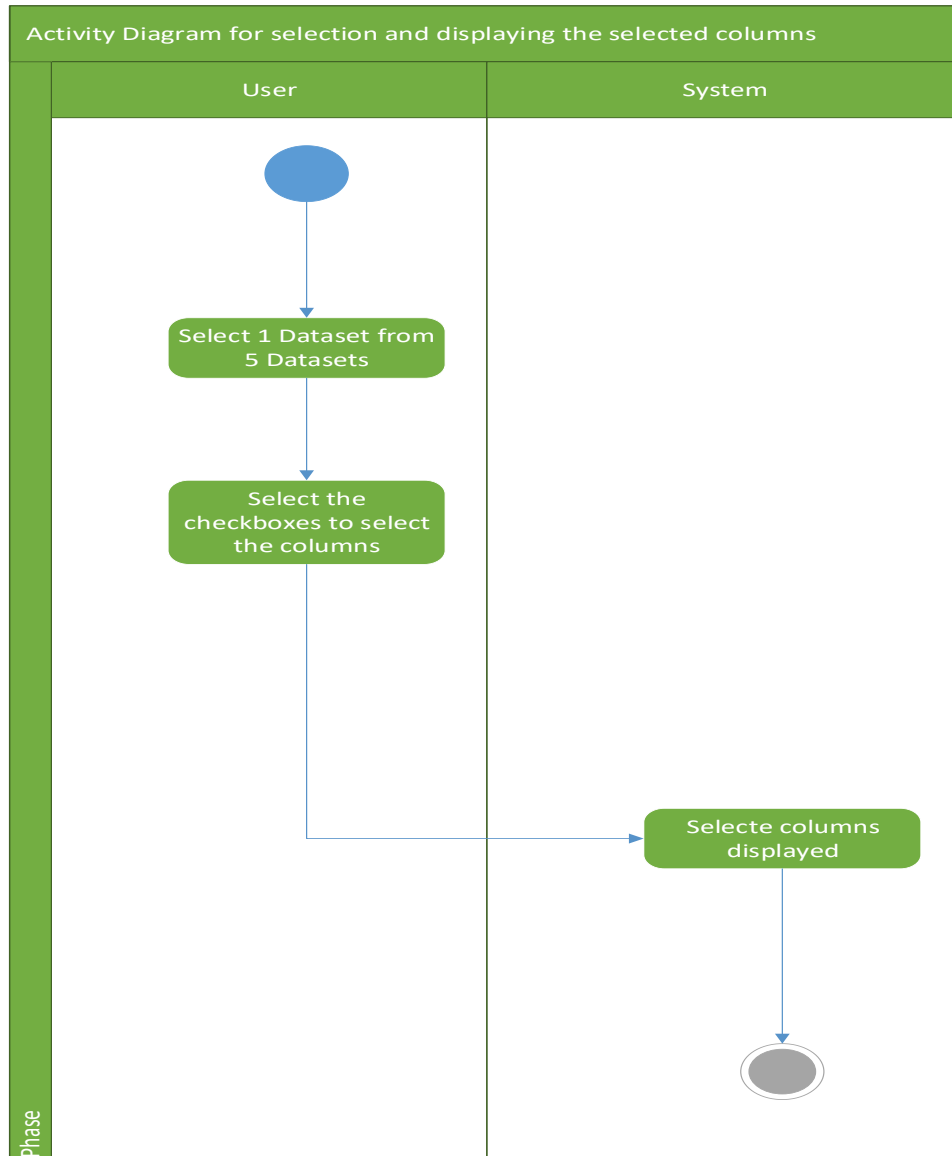 Activity Diagram for selection and displaying the selected columns
User
System
Select 1 Dataset from
5 Datasets
Select the
checkboxes to select
the columns
Selecte columns
displayed
Phase